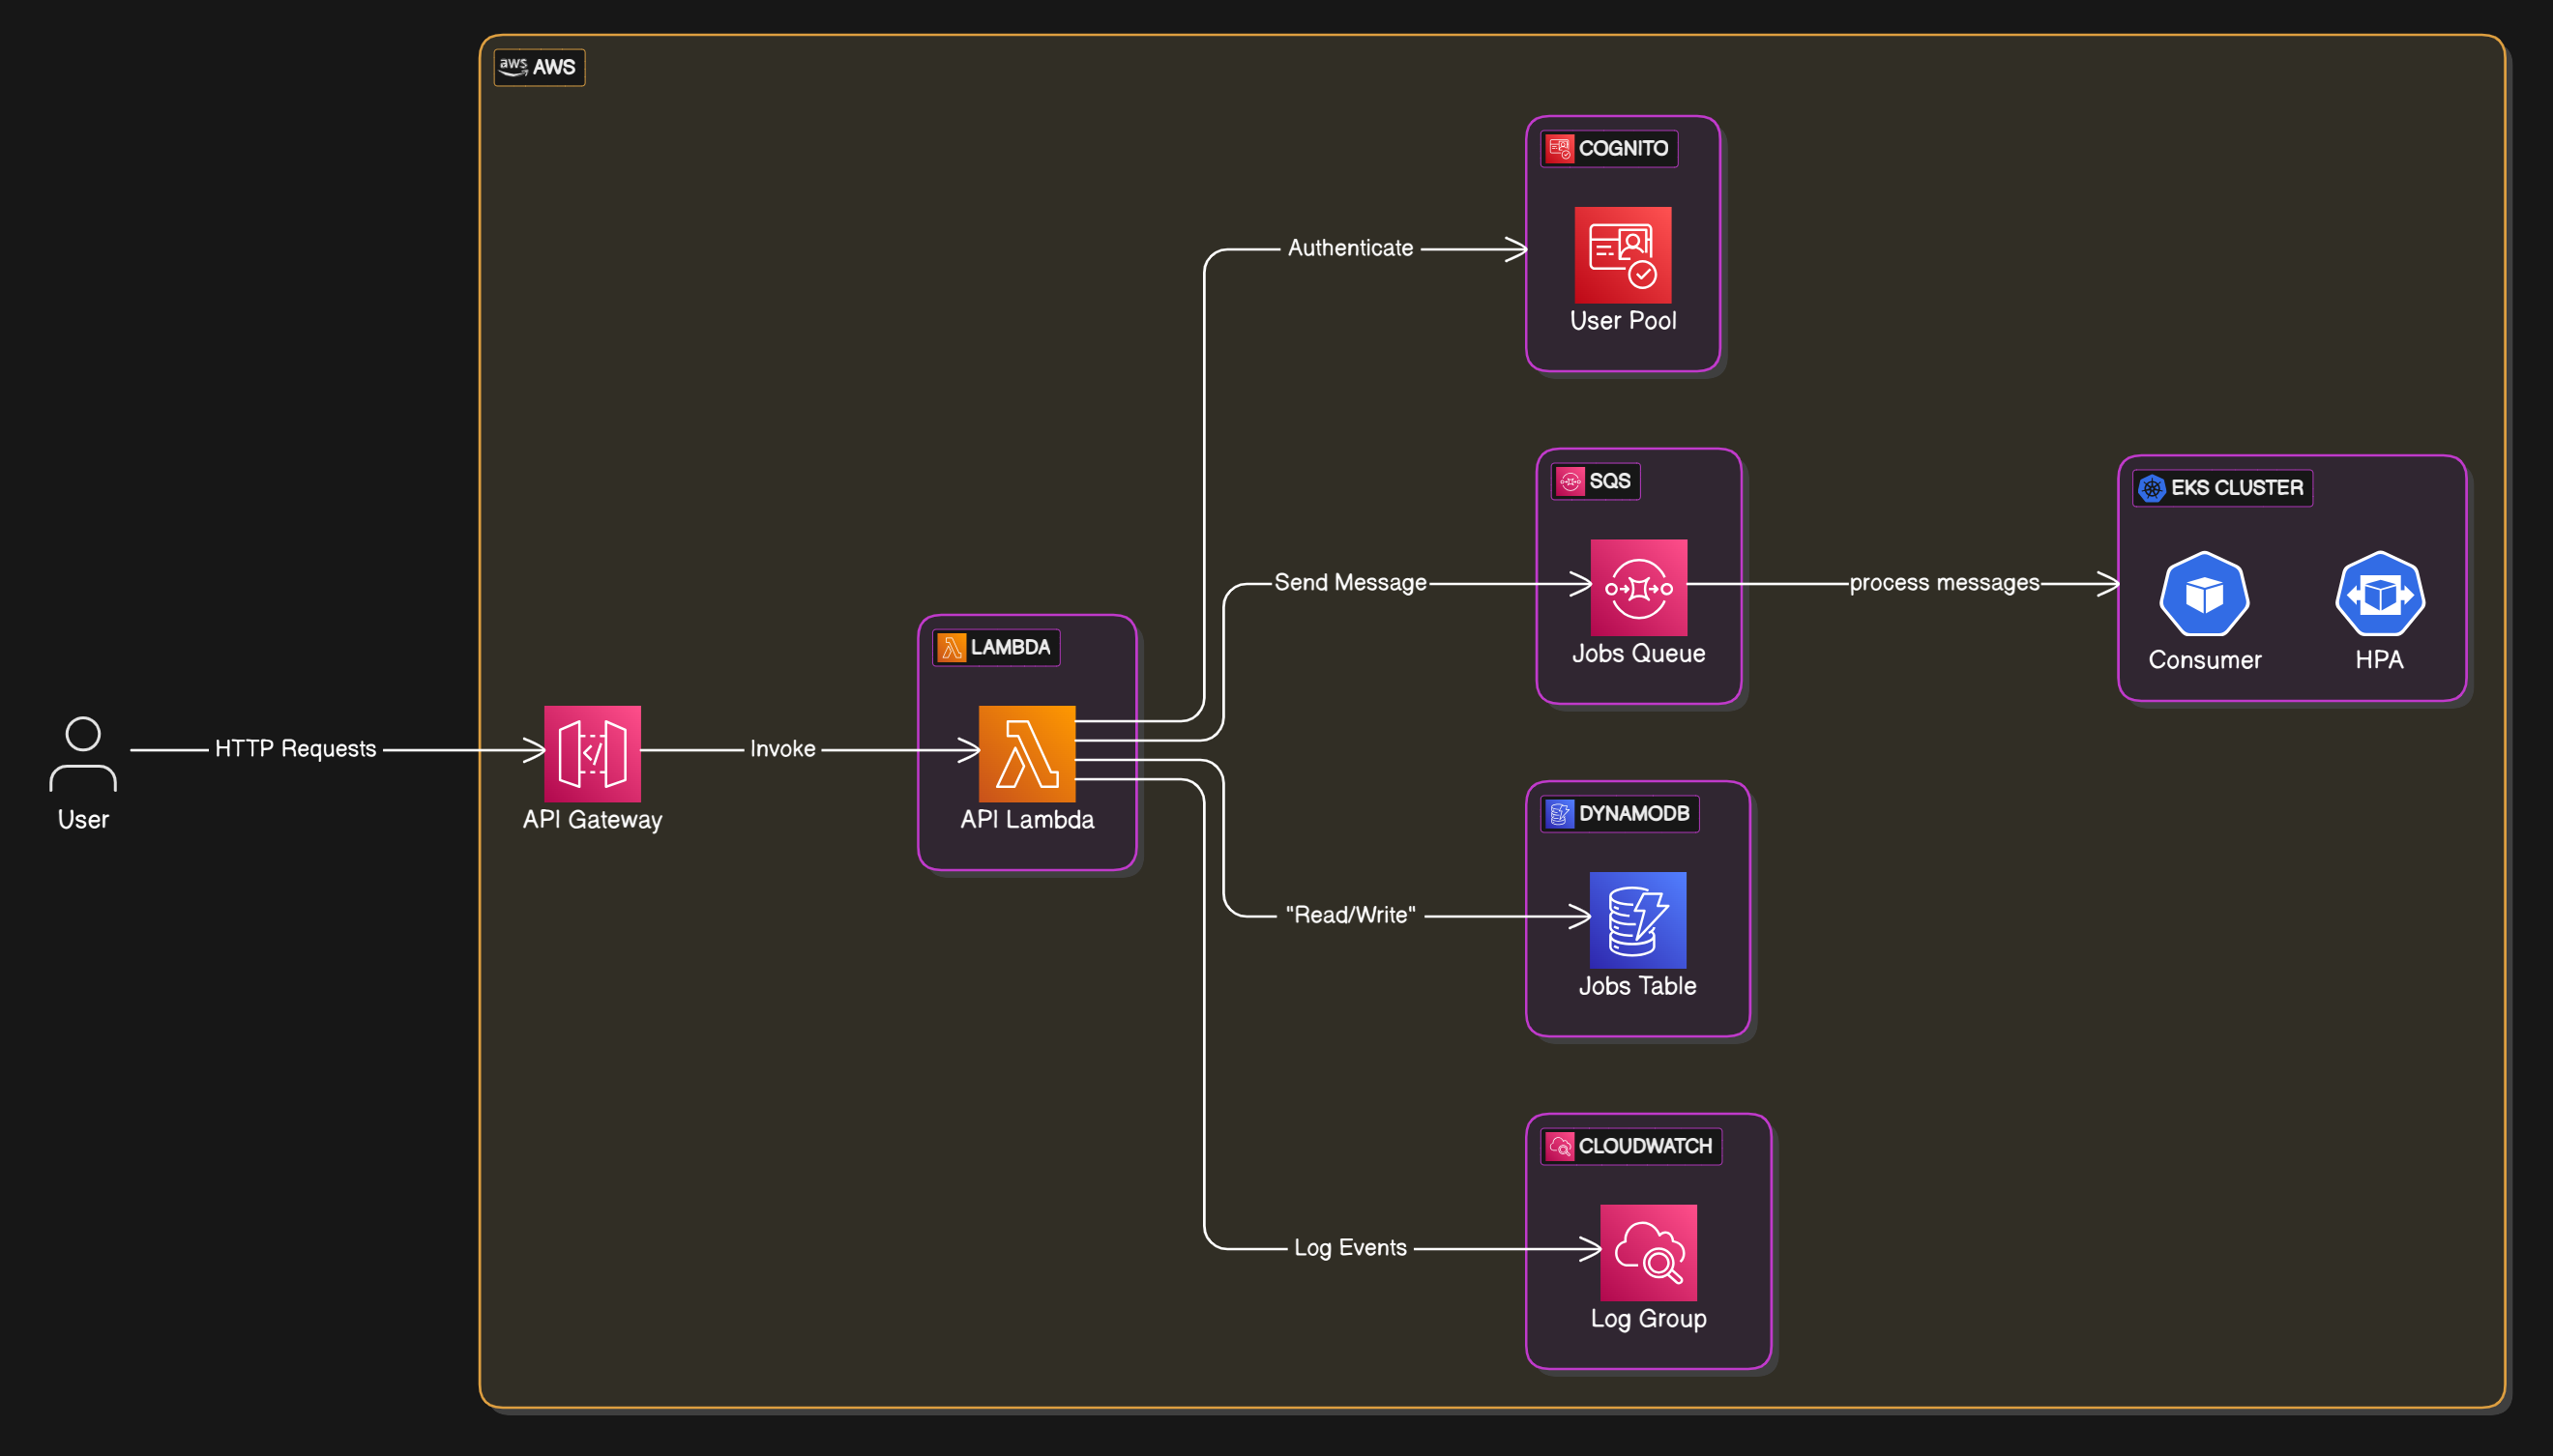 aws AWS
COGNITO
Authenticate
User Pool
SQS
EKS CLUSTER
Send Message
process messages
Jobs Queue
Consumer
HPA
LAMBDA
HTTP Requests
Invoke
User
API Gateway
API Lambda
DYNAMODB
"Read/Write"
Jobs Table
CLOUDWATCH
Log Events
Log Group